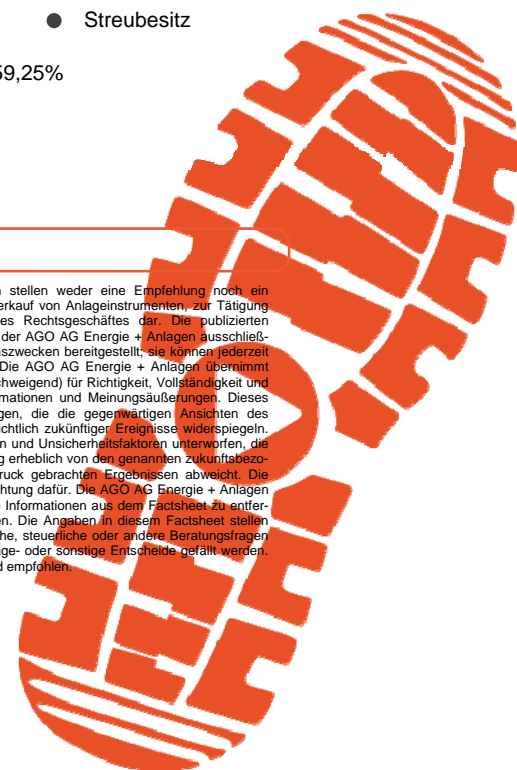 Streubesitz
59,25%
stellen weder eine Empfehlung noch ein
erkauf von Anlageinstrumenten, zur Tätigung
es Rechtsgeschäftes dar. Die publizierten
der AGO AG Energie + Anlagen ausschließ-
nszwecken bereitgestellt; sie können jederzeit
Die AGO AG Energie + Anlagen übernimmt
chweigend) für Richtigkeit, Vollständigkeit und
mationen und Meinungsäußerungen. Dieses
gen, die die gegenwärtigen Ansichten des
sichtlich zukünftiger Ereignisse widerspiegeln.
n und Unsicherheitsfaktoren unterworfen, die
g erheblich von den genannten zukunftsbezo-
ruck gebrachten Ergebnissen abweicht. Die
chtung dafür. Die AGO AG Energie + Anlagen
e Informationen aus dem Factsheet zu entfer-
en. Die Angaben in diesem Factsheet stellen
che, steuerliche oder andere Beratungsfragen
age- oder sonstige Entscheide gefällt werden.
d empfohlen.